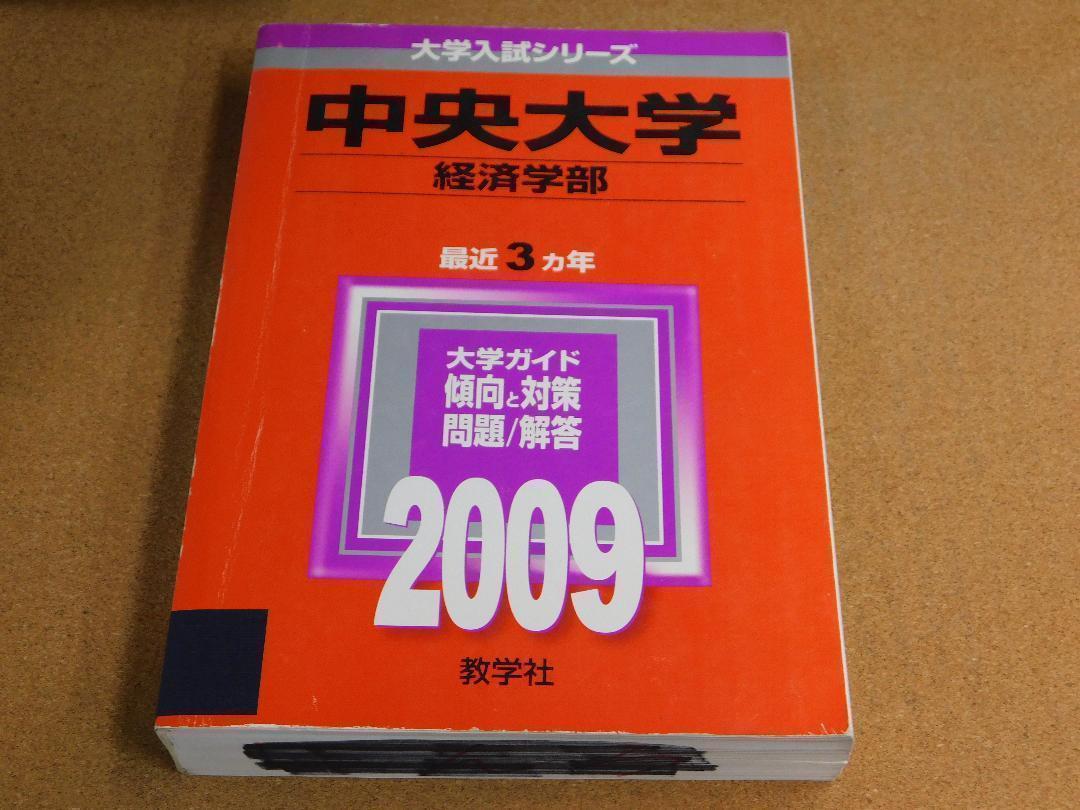 大学入試シリーズ
中央大学
経済学部
最近3ヵ年
大学ガイド
傾向と対策
問題/解答
2009
教学社